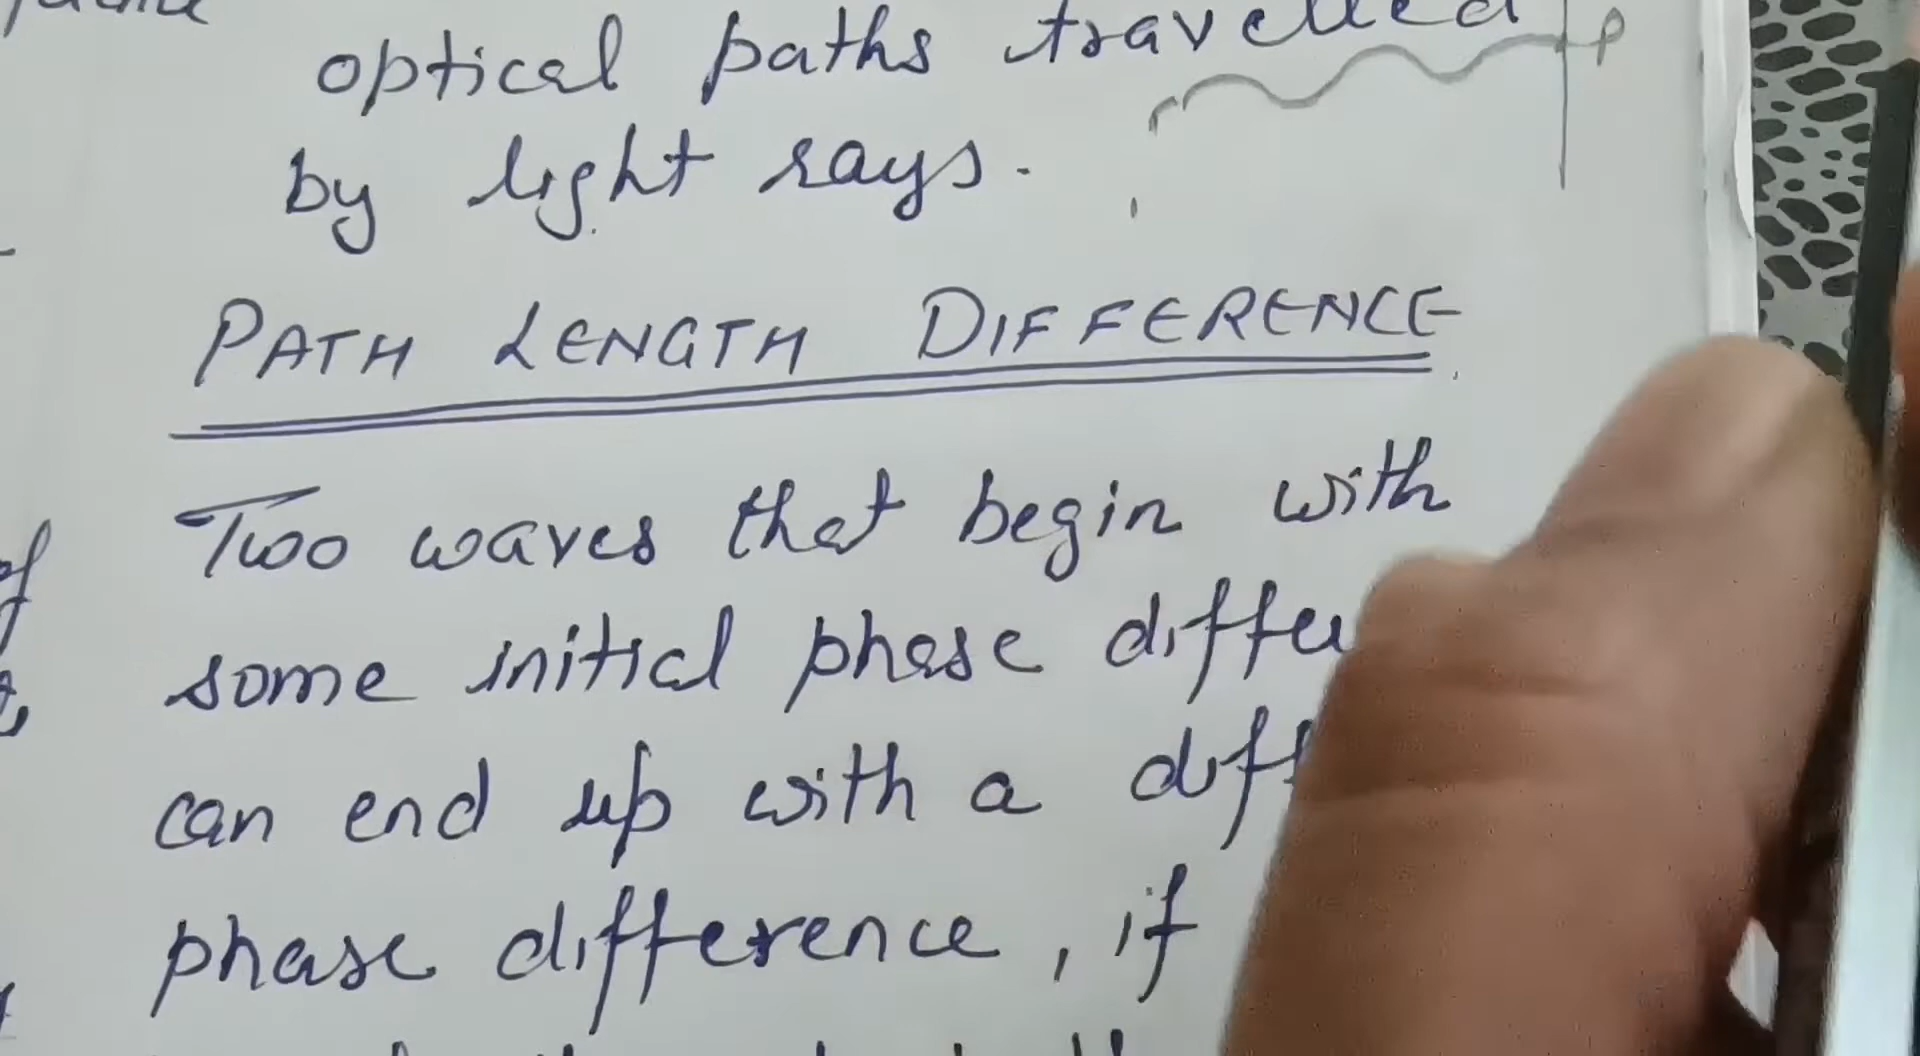 optical paths travelled
P
by light rays.
PATH LENGTH DIFFERENCE
of
Two waves that begin with
some initial phase
can end up with a
phase difference, if